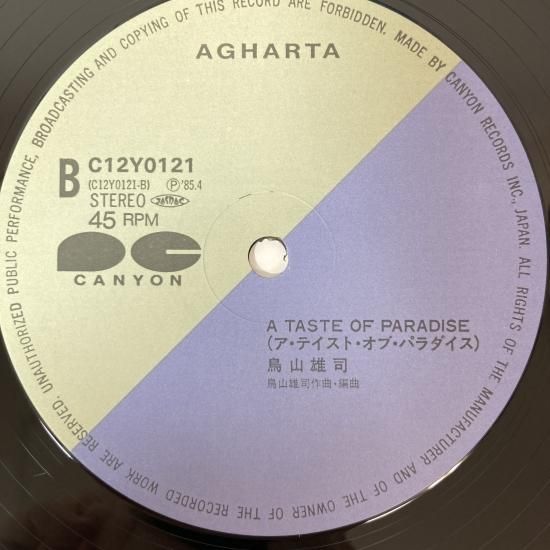 AGHARTA
B
C12Y0121
(C12Y0121-B) Ⓟ'85.4
STEREO JASRAC
45 RPM
CANYON
A TASTE OF PARADISE
(ア・テイスト・オブ・パラダイス)
鳥山雄司
鳥山雄司作曲・編曲
UNAUTHORIZED PUBLIC PERFORMANCE, BROADCASTING AND COPYING OF THIS RECORD ARE FORBIDDEN. MADE BY CANYON RECORDS INC., JAPAN. ALL RIGHTS OF THE MANUFACTURER AND OF THE OWNER OF THE RECORDED WORK ARE RESERVED.